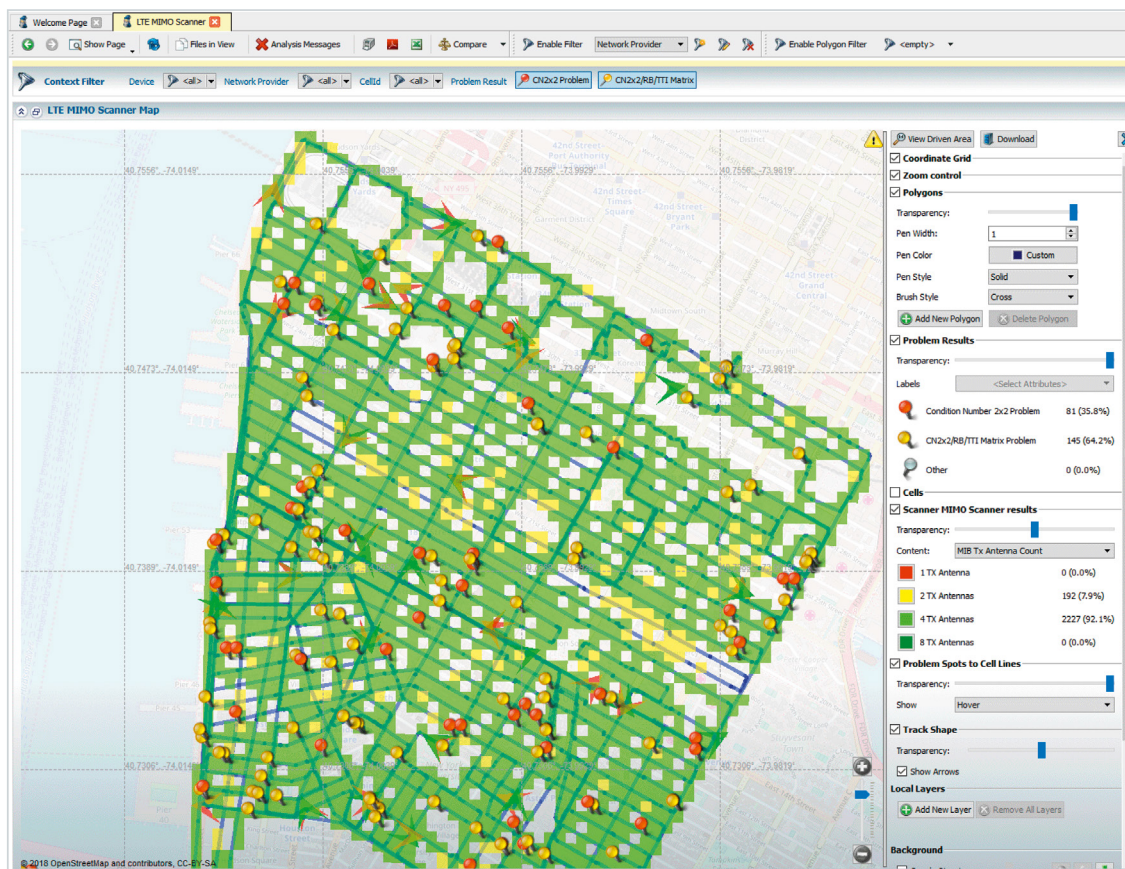 Welcome Page
LTE MIMO Scanner
Show Page
Files in View
Analysis Messages
Compare
Enable Filter
Network Provider
Enable Polygon Filter
<empty>
Context Filter
Device
<all>
Network Provider
<all>
CellId
<all>
Problem Result
CN2x2 Problem
CN2x2/RB/TTI Matrix
LTE MIMO Scanner Map
View Driven Area
Download
Coordinate Grid
Zoom control
Polygons
Transparency:
Pen Width:
1
Pen Color
Custom
Pen Style
Solid
Brush Style
Cross
Add New Polygon
Delete Polygon
Problem Results
Transparency:
Labels
<Select Attributes>
Condition Number 2x2 Problem
81 (35.8%)
CN2x2/RB/TTI Matrix Problem
145 (64.2%)
Other
0 (0.0%)
Cells
Scanner MIMO Scanner results
Transparency:
Content:
MIB Tx Antenna Count
1 TX Antenna
0 (0.0%)
2 TX Antennas
192 (7.9%)
4 TX Antennas
2227 (92.1%)
8 TX Antennas
0 (0.0%)
Problem Spots to Cell Lines
Transparency:
Show
Hover
Track Shape
Transparency:
Show Arrows
Local Layers
Add New Layer
Remove All Layers
Background
40.7556° -74.0149°
40.7556° -73.9929°
40.7556° -73.9819°
42nd Street-
Port Authority
42nd Street-
Times
Square
42nd Street-
Bryant
Park
Garment District
42nd Street-
Grand
Central
Midtown South
40.7473° -74.0149°
40.7389° -74.0149°
40.7306° -74.0149°
40.7306° -73.9819°
Houston
Street
© 2018 OpenStreetMap and contributors, CC-BY-SA